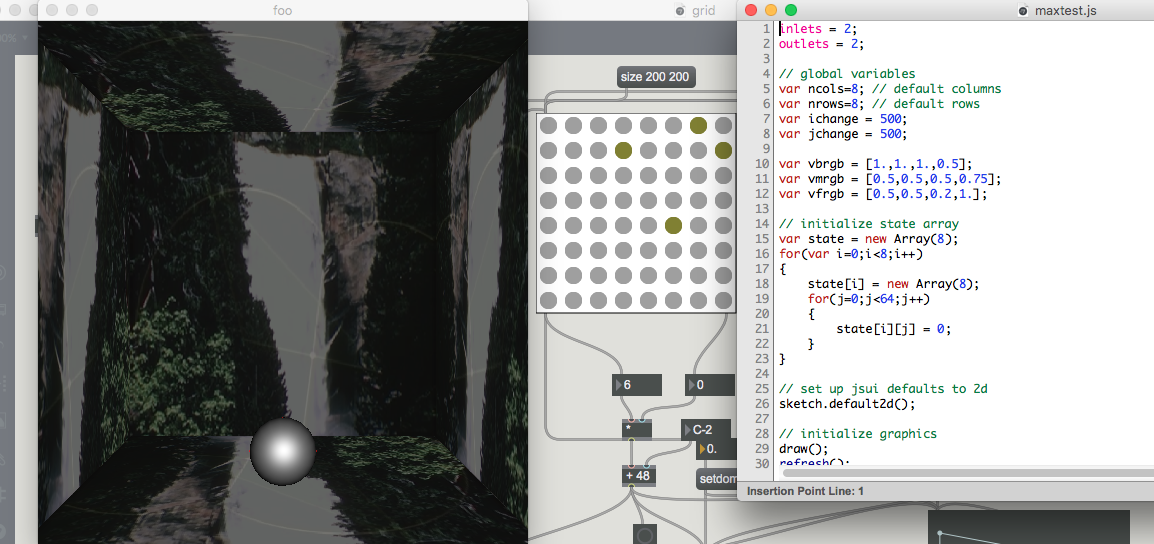 foo
grid
maxtest.js
size 200 200
6
0
*
C-2
0.
+ 48
setdom
1 inlets = 2;
2 outlets = 2;
3
4 // global variables
5 var ncols=8; // default columns
6 var nrows=8; // default rows
7 var ichange = 500;
8 var jchange = 500;
9
10 var vbrgb = [1.,1.,1.,0.5];
11 var vmrgb = [0.5,0.5,0.5,0.75];
12 var vfrgb = [0.5,0.5,0.2,1.];
13
14 // initialize state array
15 var state = new Array(8);
16 for(var i=0;i<8;i++)
17 {
18 state[i] = new Array(8);
19 for(j=0;j<64;j++)
20 {
21 state[i][j] = 0;
22 }
23 }
24
25 // set up jsui defaults to 2d
26 sketch.default2d();
27
28 // initialize graphics
29 draw();
30 refresh();
Insertion Point Line: 1